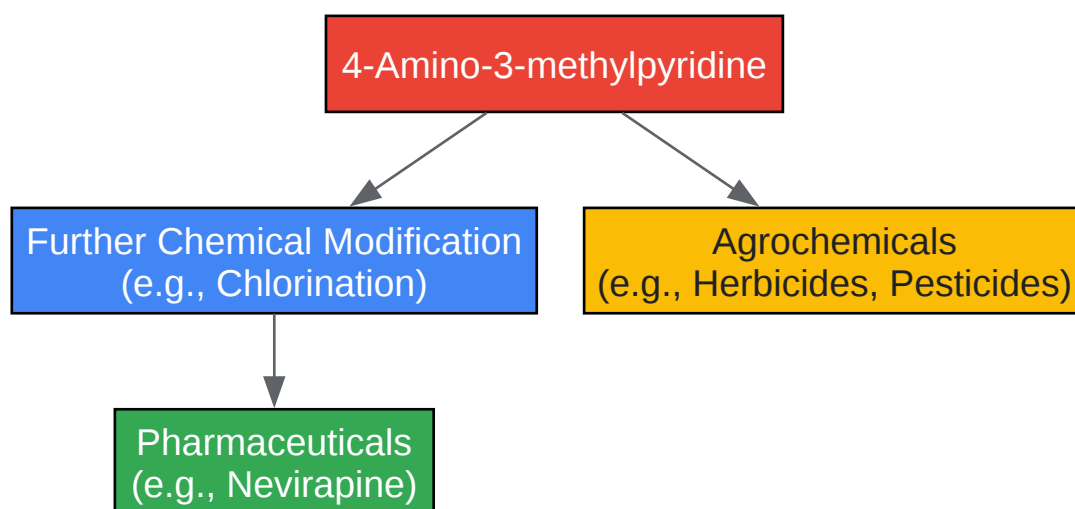 4-Amino-3-methylpyridine
Further Chemical Modification
(e.g., Chlorination)
Agrochemicals
(e.g., Herbicides, Pesticides)
Pharmaceuticals
(e.g., Nevirapine)